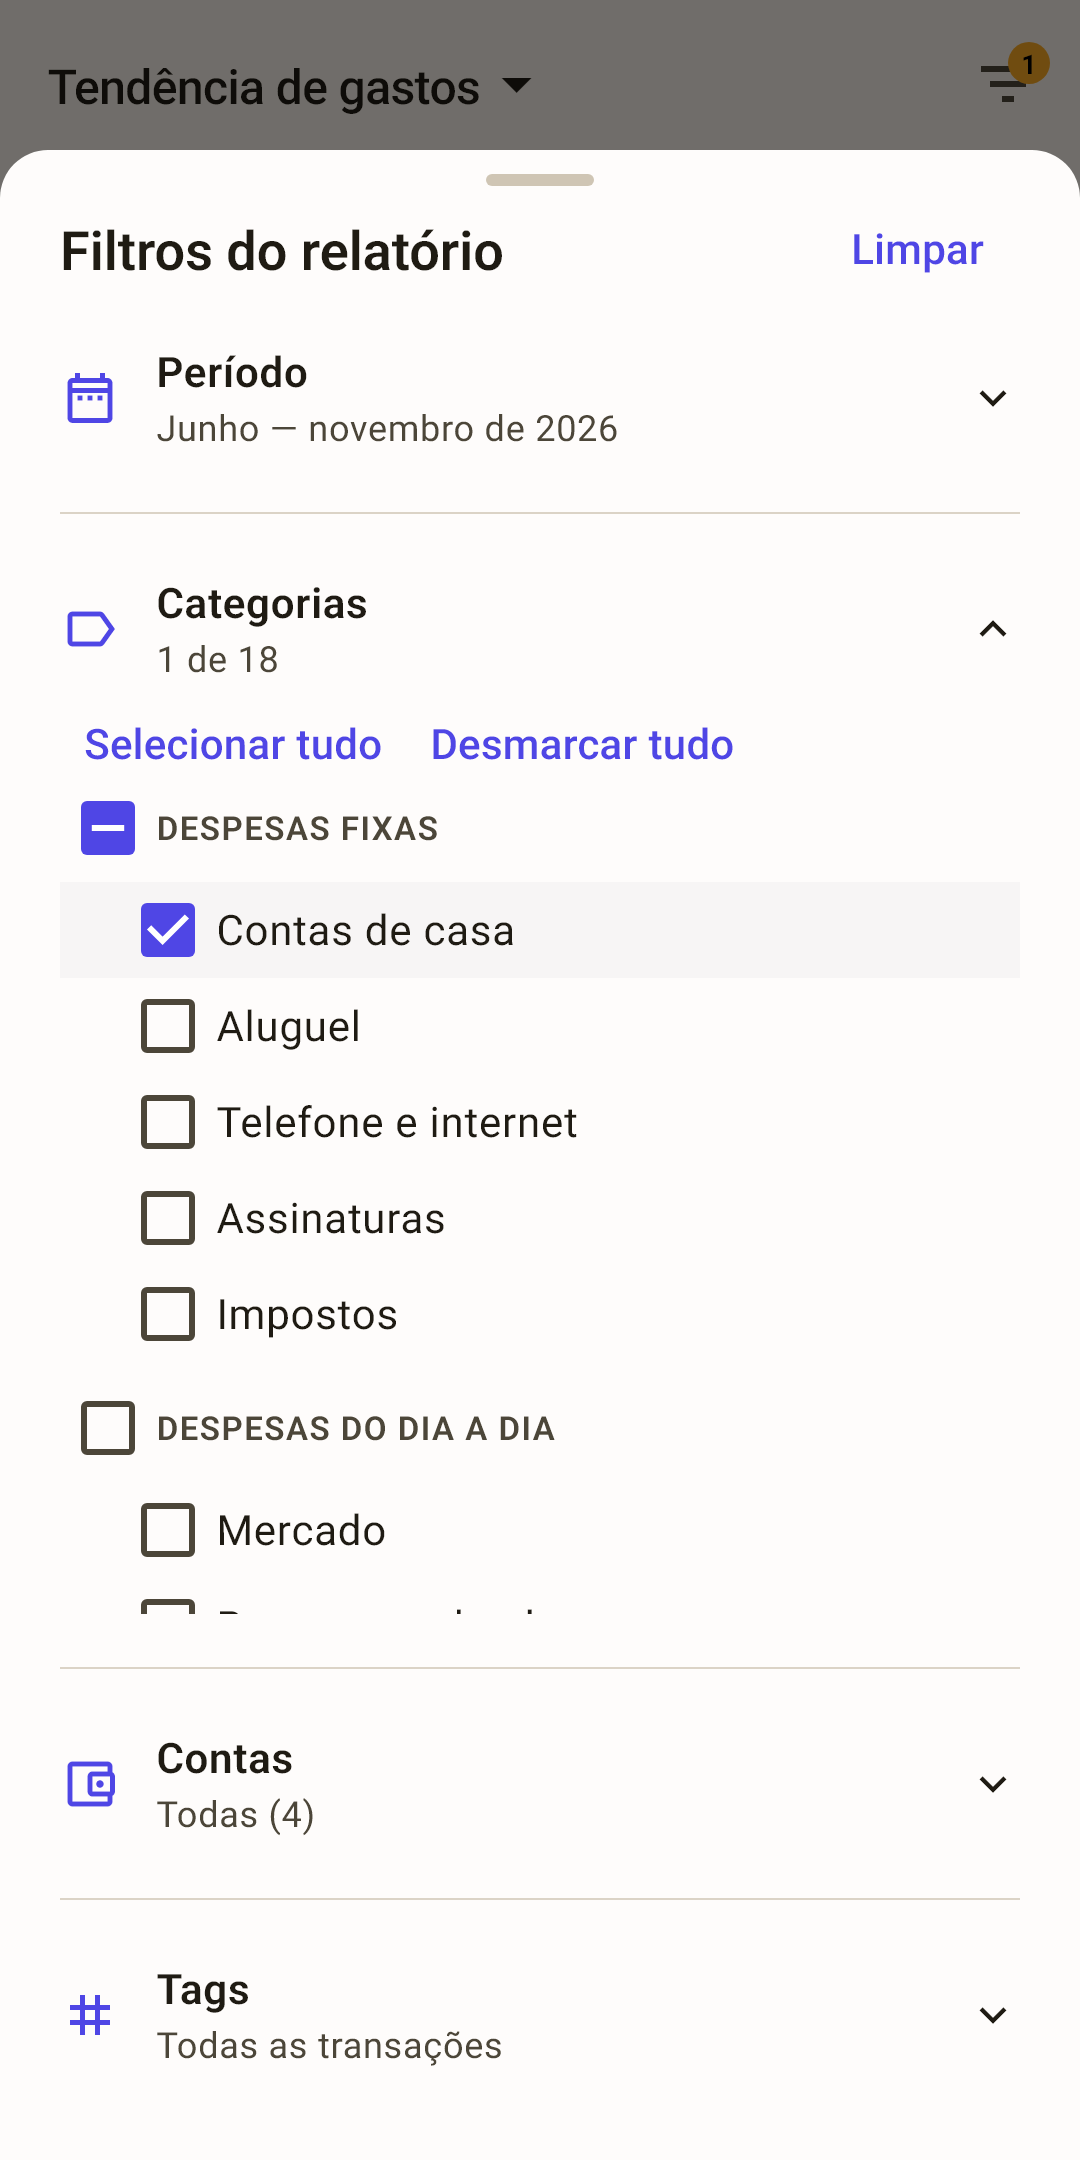 Tendência de gastos
1
Filtros do relatório
Limpar
Período
Junho — novembro de 2026
Categorias
1 de 18
Selecionar tudo
Desmarcar tudo
DESPESAS FIXAS
Contas de casa
Aluguel
Telefone e internet
Assinaturas
Impostos
DESPESAS DO DIA A DIA
Mercado
Contas
Todas (4)
Tags
Todas as transações